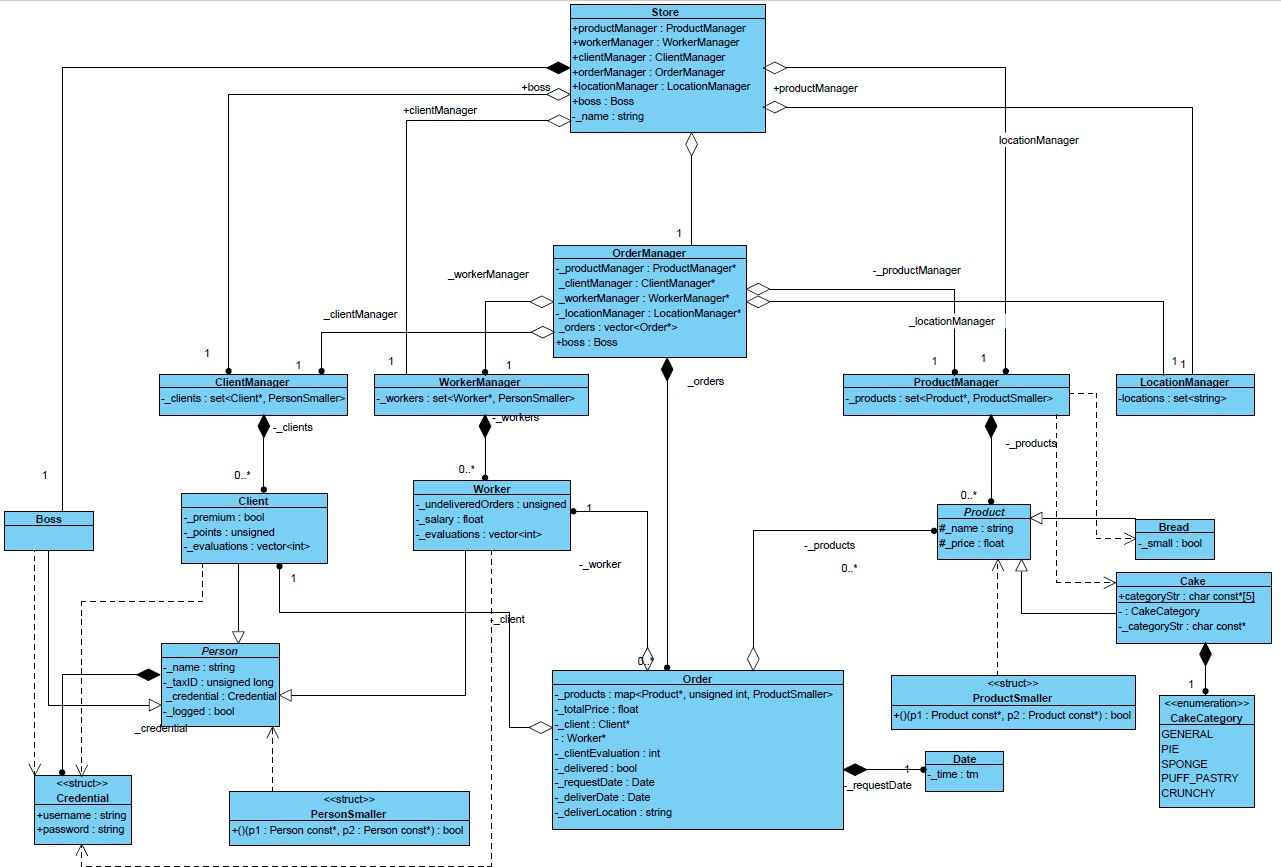 Store
+productManager : ProductManager
+workerManager : WorkerManager
+clientManager : ClientManager
+orderManager : OrderManager
+locationManager : LocationManager
+boss : Boss
-_name : string
+boss
+productManager
+clientManager
locationManager
1
OrderManager
-_productManager : ProductManager*
_clientManager : ClientManager*
_workerManager : WorkerManager*
-_locationManager : LocationManager*
_orders : vector<Order*>
+boss : Boss
_workerManager
-_productManager
_clientManager
_locationManager
1
1
1
1
1
1
1
1
_orders
ClientManager
-_clients : set<Client*, PersonSmaller>
WorkerManager
-_workers : set<Worker*, PersonSmaller>
ProductManager
-_products : set<Product*, ProductSmaller>
LocationManager
-locations : set<string>
-_clients
-_workers
-_products
1
0..*
0..*
0..*
Boss
Client
-_premium : bool
-_points : unsigned
-_evaluations : vector<int>
Worker
-_undeliveredOrders : unsigned
-_salary : float
-_evaluations : vector<int>
1
Product
#_name : string
#_price : float
Bread
-_small : bool
-_products
0..*
-_worker
1
Cake
+categoryStr : char const*[5]
- : CakeCategory
-_categoryStr : char const*
-_client
Person
-_name : string
-_taxID : unsigned long
_credential : Credential
-_logged : bool
_credential
0..*
Order
-_products : map<Product*, unsigned int, ProductSmaller>
-_totalPrice : float
-_client : Client*
- : Worker*
-_clientEvaluation : int
-_delivered : bool
-_requestDate : Date
-_deliverDate : Date
-_deliverLocation : string
<<struct>>
ProductSmaller
+()(p1 : Product const*, p2 : Product const*) : bool
1
<<enumeration>>
CakeCategory
GENERAL
PIE
SPONGE
PUFF_PASTRY
CRUNCHY
1
-_requestDate
Date
-_time : tm
<<struct>>
Credential
+username : string
+password : string
<<struct>>
PersonSmaller
+()(p1 : Person const*, p2 : Person const*) : bool